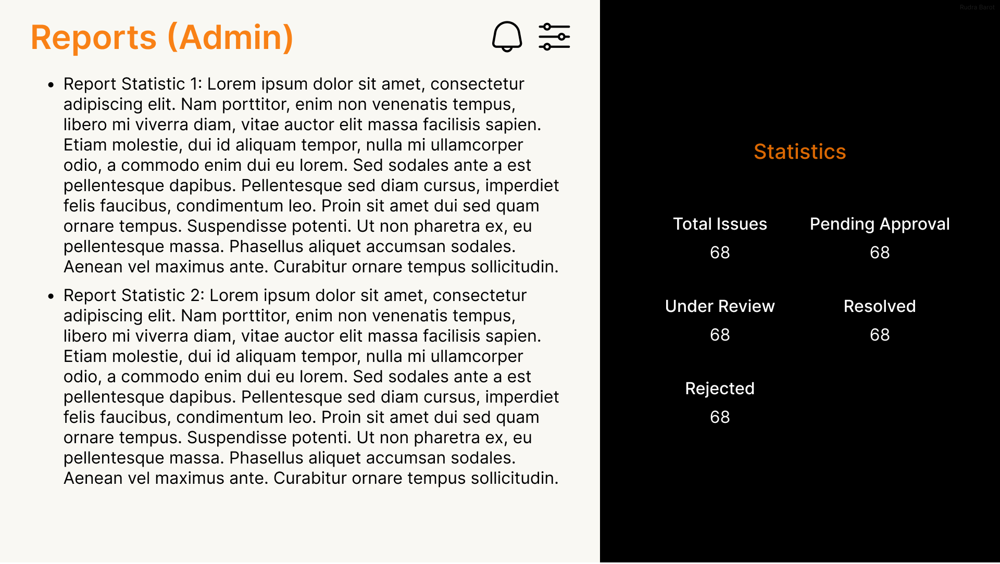 Rudra Barot
Reports (Admin)
• Report Statistic 1: Lorem ipsum dolor sit amet, consectetur
adipiscing elit. Nam porttitor, enim non venenatis tempus,
libero mi viverra diam, vitae auctor elit massa facilisis sapien.
Etiam molestie, dui id aliquam tempor, nulla mi ullamcorper
odio, a commodo enim dui eu lorem. Sed sodales ante a est
pellentesque dapibus. Pellentesque sed diam cursus, imperdiet
felis faucibus, condimentum leo. Proin sit amet dui sed quam
ornare tempus. Suspendisse potenti. Ut non pharetra ex, eu
pellentesque massa. Phasellus aliquet accumsan sodales.
Aenean vel maximus ante. Curabitur ornare tempus sollicitudin.
• Report Statistic 2: Lorem ipsum dolor sit amet, consectetur
adipiscing elit. Nam porttitor, enim non venenatis tempus,
libero mi viverra diam, vitae auctor elit massa facilisis sapien.
Etiam molestie, dui id aliquam tempor, nulla mi ullamcorper
odio, a commodo enim dui eu lorem. Sed sodales ante a est
pellentesque dapibus. Pellentesque sed diam cursus, imperdiet
felis faucibus, condimentum leo. Proin sit amet dui sed quam
ornare tempus. Suspendisse potenti. Ut non pharetra ex, eu
pellentesque massa. Phasellus aliquet accumsan sodales.
Aenean vel maximus ante. Curabitur ornare tempus sollicitudin.
Statistics
Total Issues
68
Pending Approval
68
Under Review
68
Resolved
68
Rejected
68